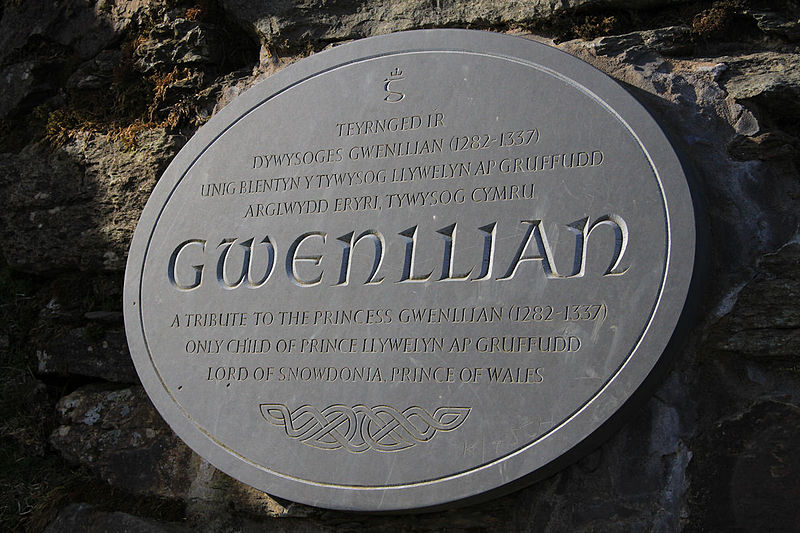 TEYRNGED I'R
DYWYSOGES GWENLLIAN (1282-1337)
UNIG BLENTYN Y TYWYSOG LLYWELYN AP GRUFFUDD
ARGLWYDD ERYRI, TYWYSOG CYMRU
GWENLLIAN
A TRIBUTE TO THE PRINCESS GWENLLIAN (1282-1337)
ONLY CHILD OF PRINCE LLYWELYN AP GRUFFUDD
LORD OF SNOWDONIA, PRINCE OF WALES